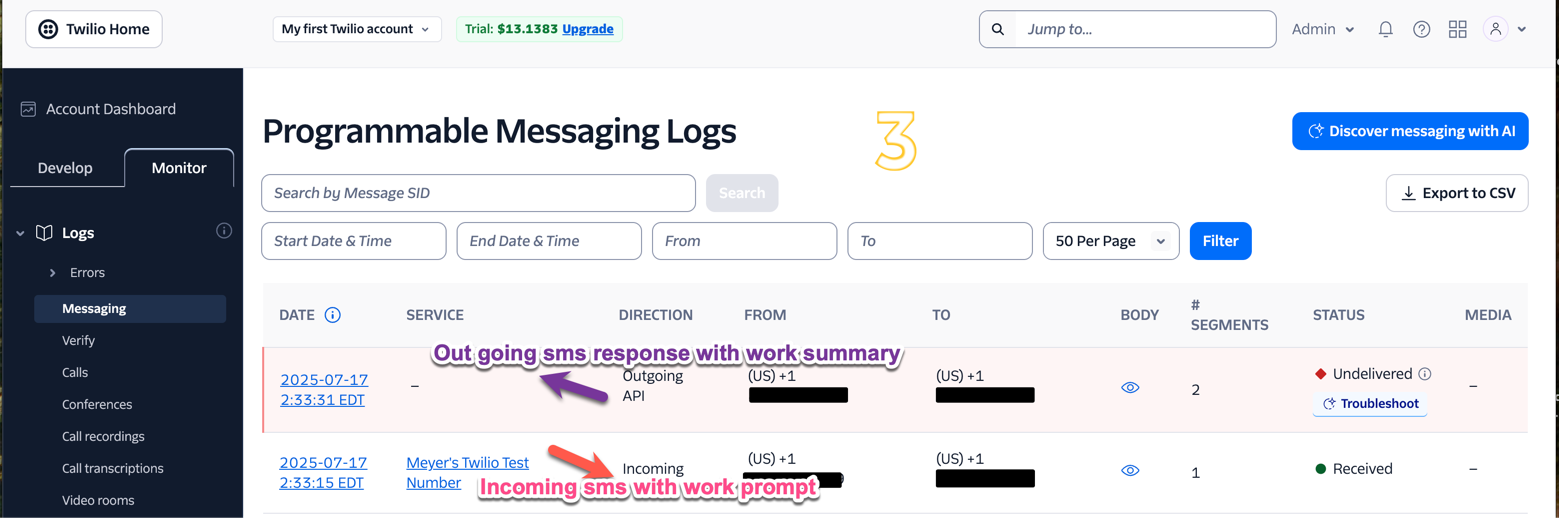 Twilio Home
My first Twilio account
Trial: $13.1383 Upgrade
Jump to...
Admin
Account Dashboard
Develop
Monitor
Logs
Errors
Messaging
Verify
Calls
Conferences
Call recordings
Call transcriptions
Video rooms
Programmable Messaging Logs
3
Discover messaging with AI
Search by Message SID
Search
Export to CSV
Start Date & Time
End Date & Time
From
To
50 Per Page
Filter
DATE
SERVICE
DIRECTION
FROM
TO
BODY
#
SEGMENTS
STATUS
MEDIA
Out going sms response with work summary
2025-07-17
2:33:31 EDT
–
Outgoing
API
(US) +1
(US) +1
2
Undelivered
Troubleshoot
–
2025-07-17
2:33:15 EDT
Meyer's Twilio Test
Number
Incoming
(US) +1
(US) +1
1
Received
–
Incoming sms with work prompt